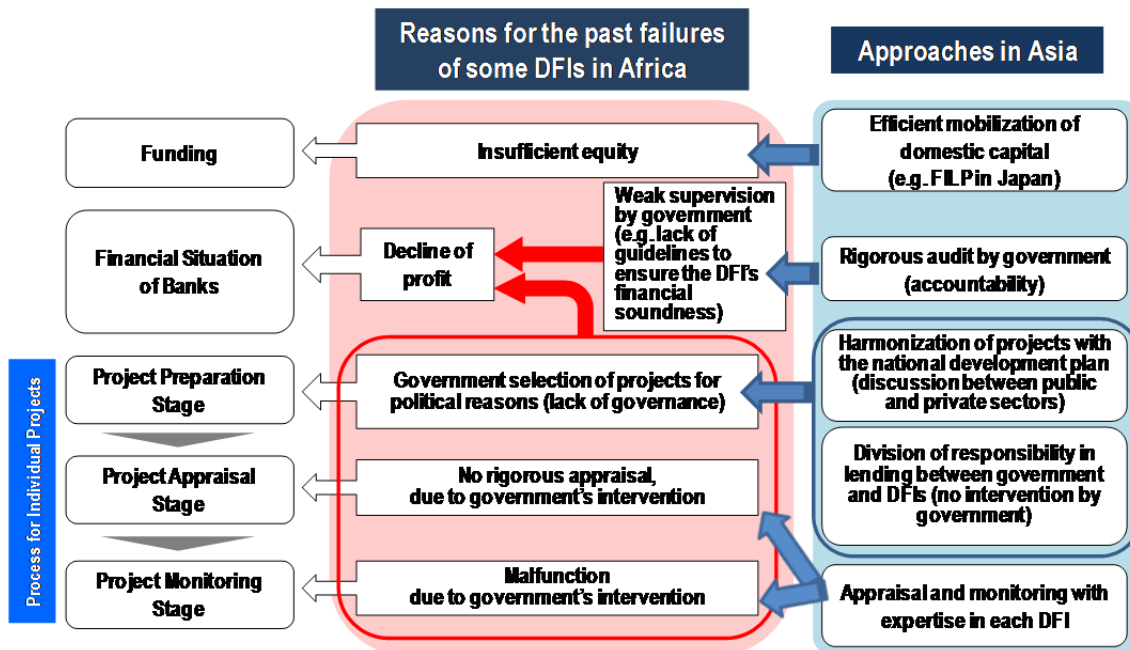 Reasons for the past failures
of some DFIs in Africa
Approaches in Asia
Funding
Insufficient equity
Efficient mobilization of
domestic capital
(e.g. FILP in Japan)
Financial Situation
of Banks
Decline of
profit
Weak supervision
by government
(e.g. lack of
guidelines to
ensure the DFI's
financial
soundness)
Rigorous audit by government
(accountability)
Process for Individual Projects
Project Preparation
Stage
Government selection of projects for
political reasons (lack of governance)
Harmonization of projects with
the national development plan
(discussion between public
and private sectors)
Project Appraisal
Stage
No rigorous appraisal,
due to government's intervention
Division of responsibility in
lending between government
and DFIs (no intervention by
government)
Project Monitoring
Stage
Malfunction
due to government's intervention
Appraisal and monitoring with
expertise in each DFI